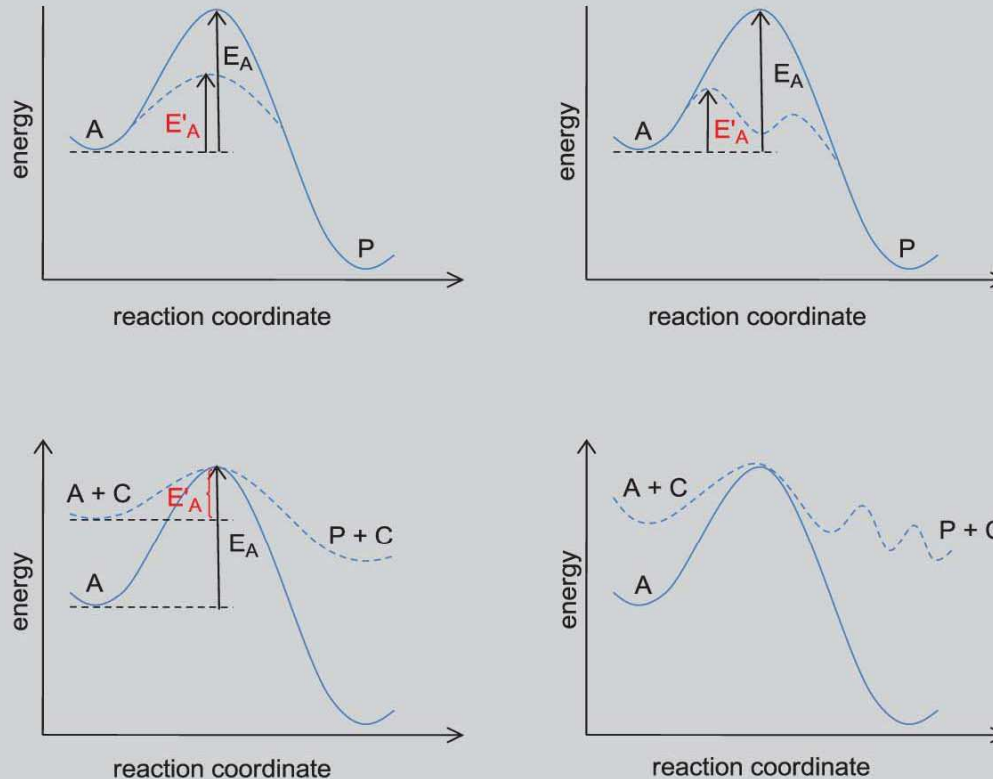 E_A
E'_A
A
P
energy
reaction coordinate
E_A
E'_A
A
P
energy
reaction coordinate
A + C
E'_A
P + C
E_A
A
energy
reaction coordinate
A + C
P + C
A
energy
reaction coordinate